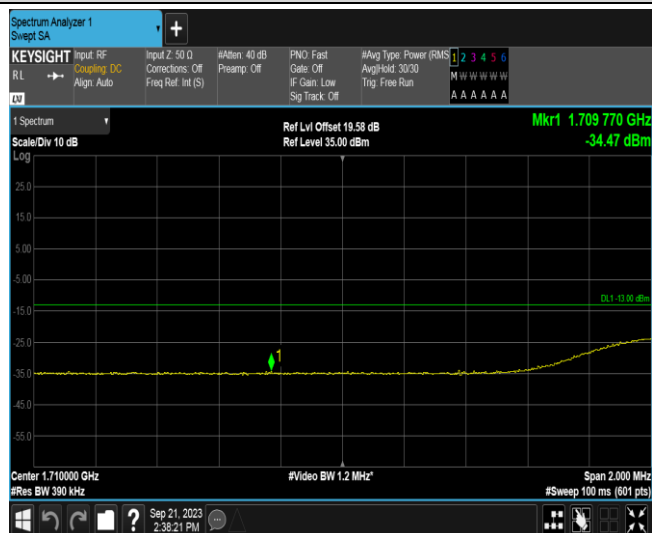 Spectrum Analyzer 1
Swept SA
KEYSIGHT
RL
LXI
Input: RF
Coupling: DC
Align: Auto
Input Z: 50 Ω
Corrections: Off
Freq Ref: Int (S)
#Atten: 40 dB
Preamp: Off
PNO: Fast
Gate: Off
IF Gain: Low
Sig Track: Off
#Avg Type: Power (RMS
Avg|Hold: 30/30
Trig: Free Run
1 2 3 4 5 6
M W W W W W
A A A A A A
1 Spectrum
Scale/Div 10 dB
Log
Ref Lvl Offset 19.58 dB
Ref Level 35.00 dBm
Mkr1 1.709 770 GHz
-34.47 dBm
25.0
15.0
5.00
-5.00
DL1 -13.00 dBm
-15.0
-25.0
1
-35.0
-45.0
-55.0
Center 1.710000 GHz
#Res BW 390 kHz
#Video BW 1.2 MHz*
Span 2.000 MHz
#Sweep 100 ms (601 pts)
?
Sep 21, 2023
2:38:21 PM